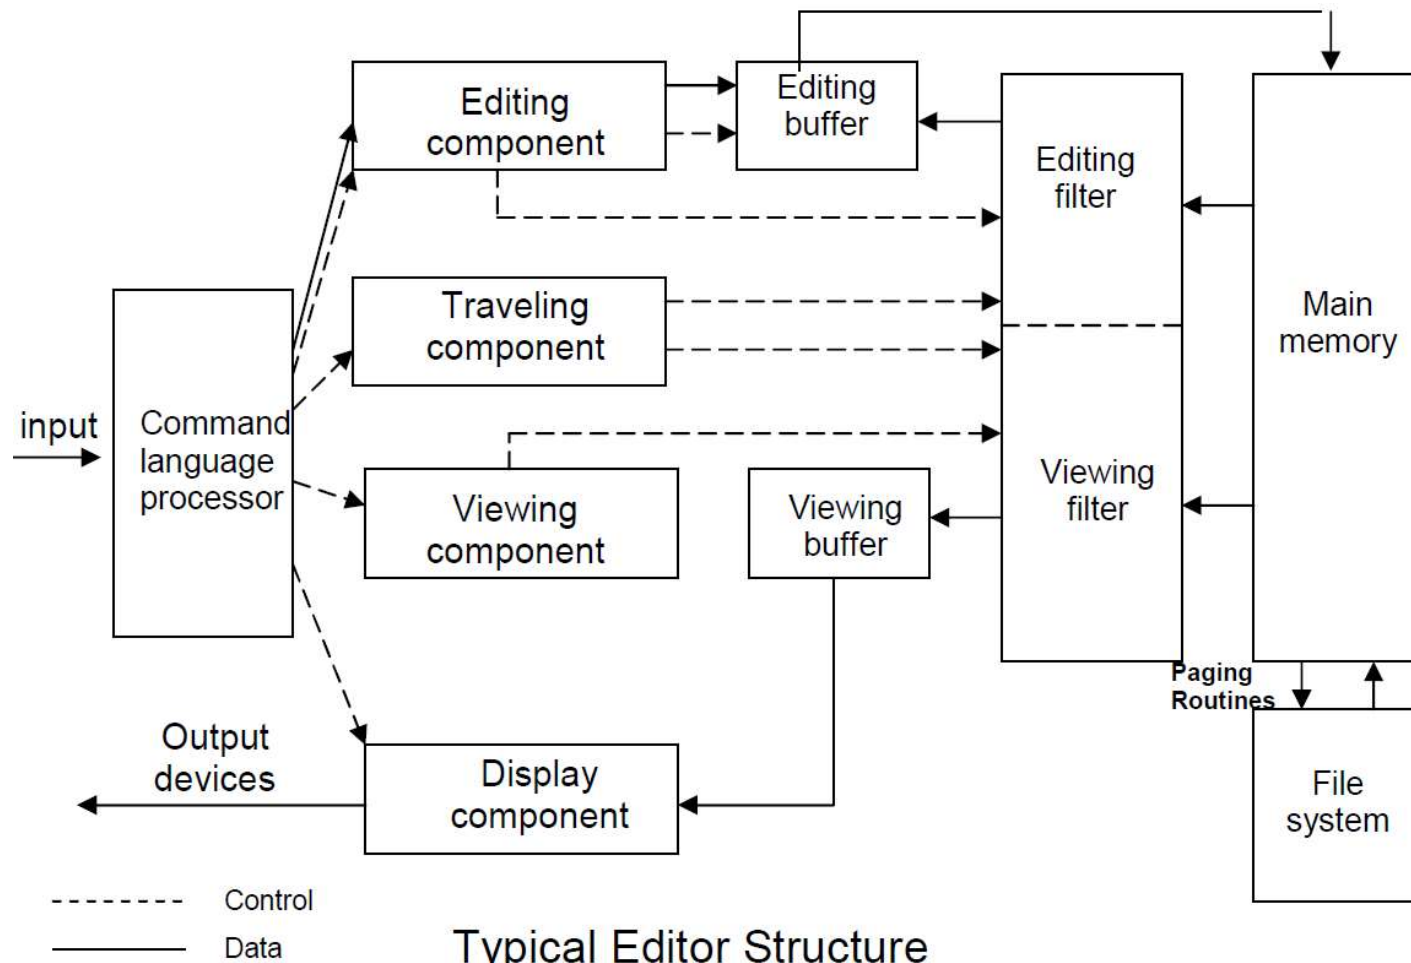 Editing
component
Editing
buffer
Editing
filter
Traveling
component
Main
memory
input
Command
language
processor
Viewing
component
Viewing
buffer
Viewing
filter
Paging
Routines
Output
devices
Display
component
File
system
Control
Data
Typical Editor Structure